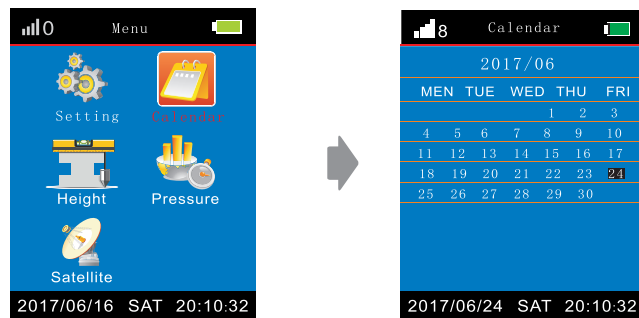 0 Menu
Setting Calendar
Height Pressure
Satellite
2017/06/16 SAT 20:10:32
8 Calendar
2017/06
MEN TUE WED THU FRI
1 2 3
4 5 6 7 8 9 10
11 12 13 14 15 16 17
18 19 20 21 22 23 24
25 26 27 28 29 30
2017/06/24 SAT 20:10:32